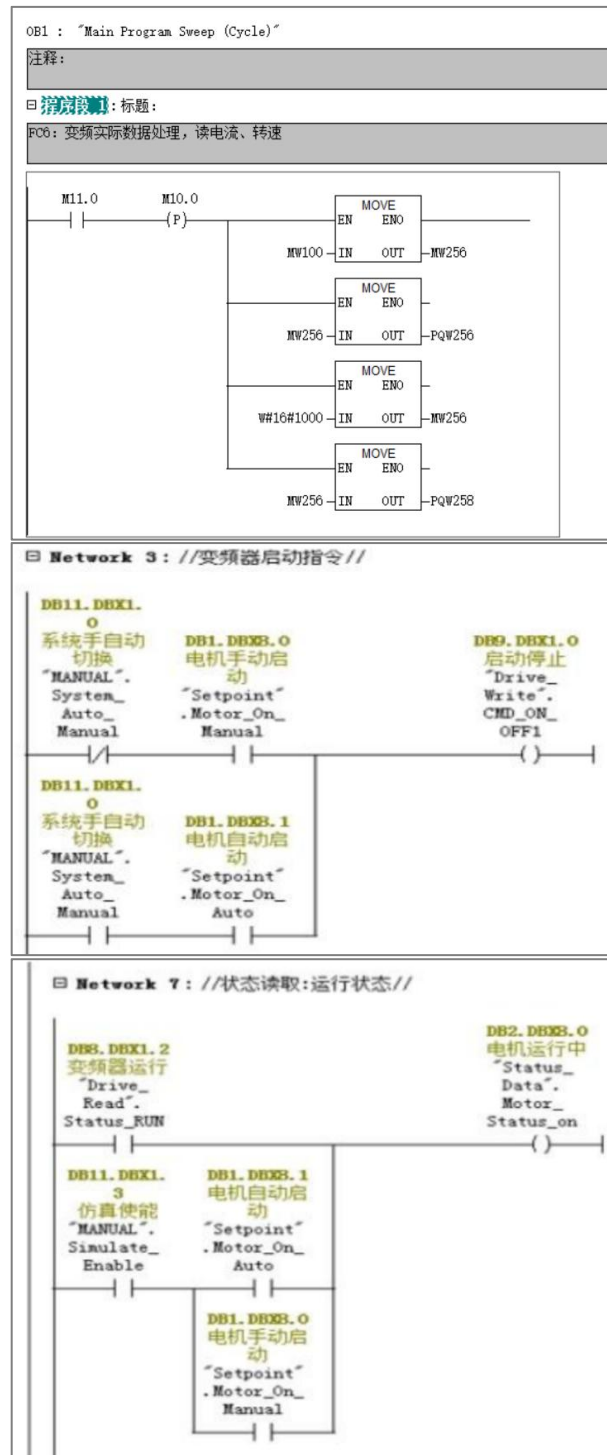 OB1 : "Main Program Sweep (Cycle)"
注释：
程序段 1：标题：
FC6：变频实际数据处理，读电流、转速
M11.0 M10.0 MOVE
(P) EN ENO
MW100 IN OUT MW256
MOVE
EN ENO
MW256 IN OUT PQW256
MOVE
EN ENO
W#16#1000 IN OUT MW256
MOVE
EN ENO
MW256 IN OUT PQW258
Network 3：//变频器启动指令//
DB11.DBX1.
0
系统手自动
切换
"MANUAL".
System_
Auto_
Manual
DB1.DBX8.0
电机手动启
动
"Setpoint"
.Motor_On_
Manual
DB9.DBX1.0
启动停止
"Drive_
Write".
CMD_ON_
OFF1
DB11.DBX1.
0
系统手自动
切换
"MANUAL".
System_
Auto_
Manual
DB1.DBX8.1
电机自动启
动
"Setpoint"
.Motor_On_
Auto
Network 7：//状态读取:运行状态//
DB8.DBX1.2
变频器运行
"Drive_
Read".
Status_RUN
DB2.DBX8.0
电机运行中
"Status_
Data".
Motor_
Status_on
DB11.DBX1.
3
仿真使能
"MANUAL".
Simulate_
Enable
DB1.DBX8.1
电机自动启
动
"Setpoint"
.Motor_On_
Auto
DB1.DBX8.0
电机手动启
动
"Setpoint"
.Motor_On_
Manual